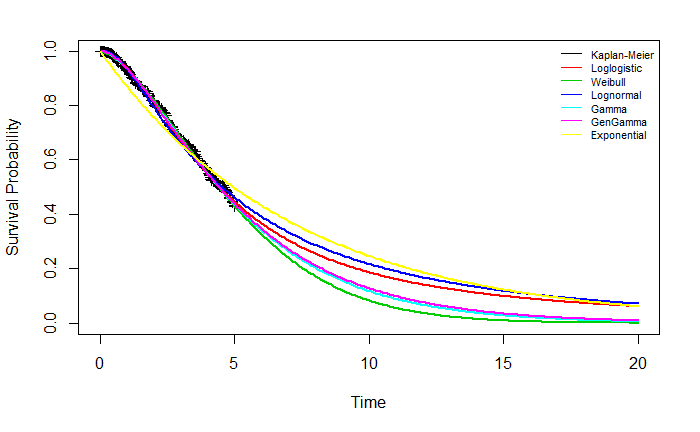 Survival Probability
1.0
0.8
0.6
0.4
0.2
0.0
Kaplan-Meier
Loglogistic
Weibull
Lognormal
Gamma
GenGamma
Exponential
0
5
10
15
20
Time